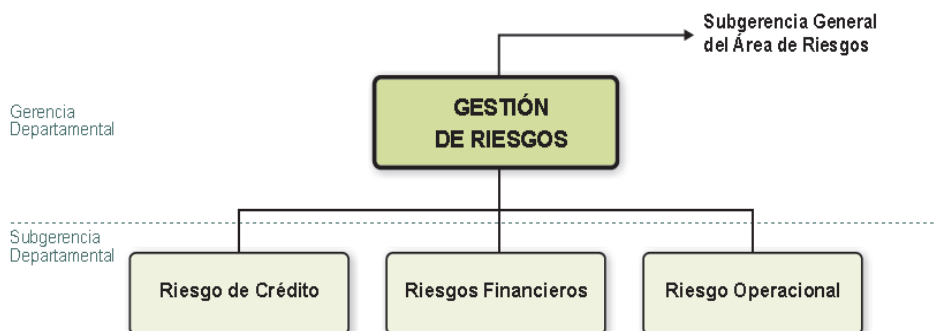 Subgerencia General
del Área de Riesgos
Gerencia
Departamental
GESTIÓN
DE RIESGOS
Subgerencia
Departamental
Riesgo de Crédito
Riesgos Financieros
Riesgo Operacional